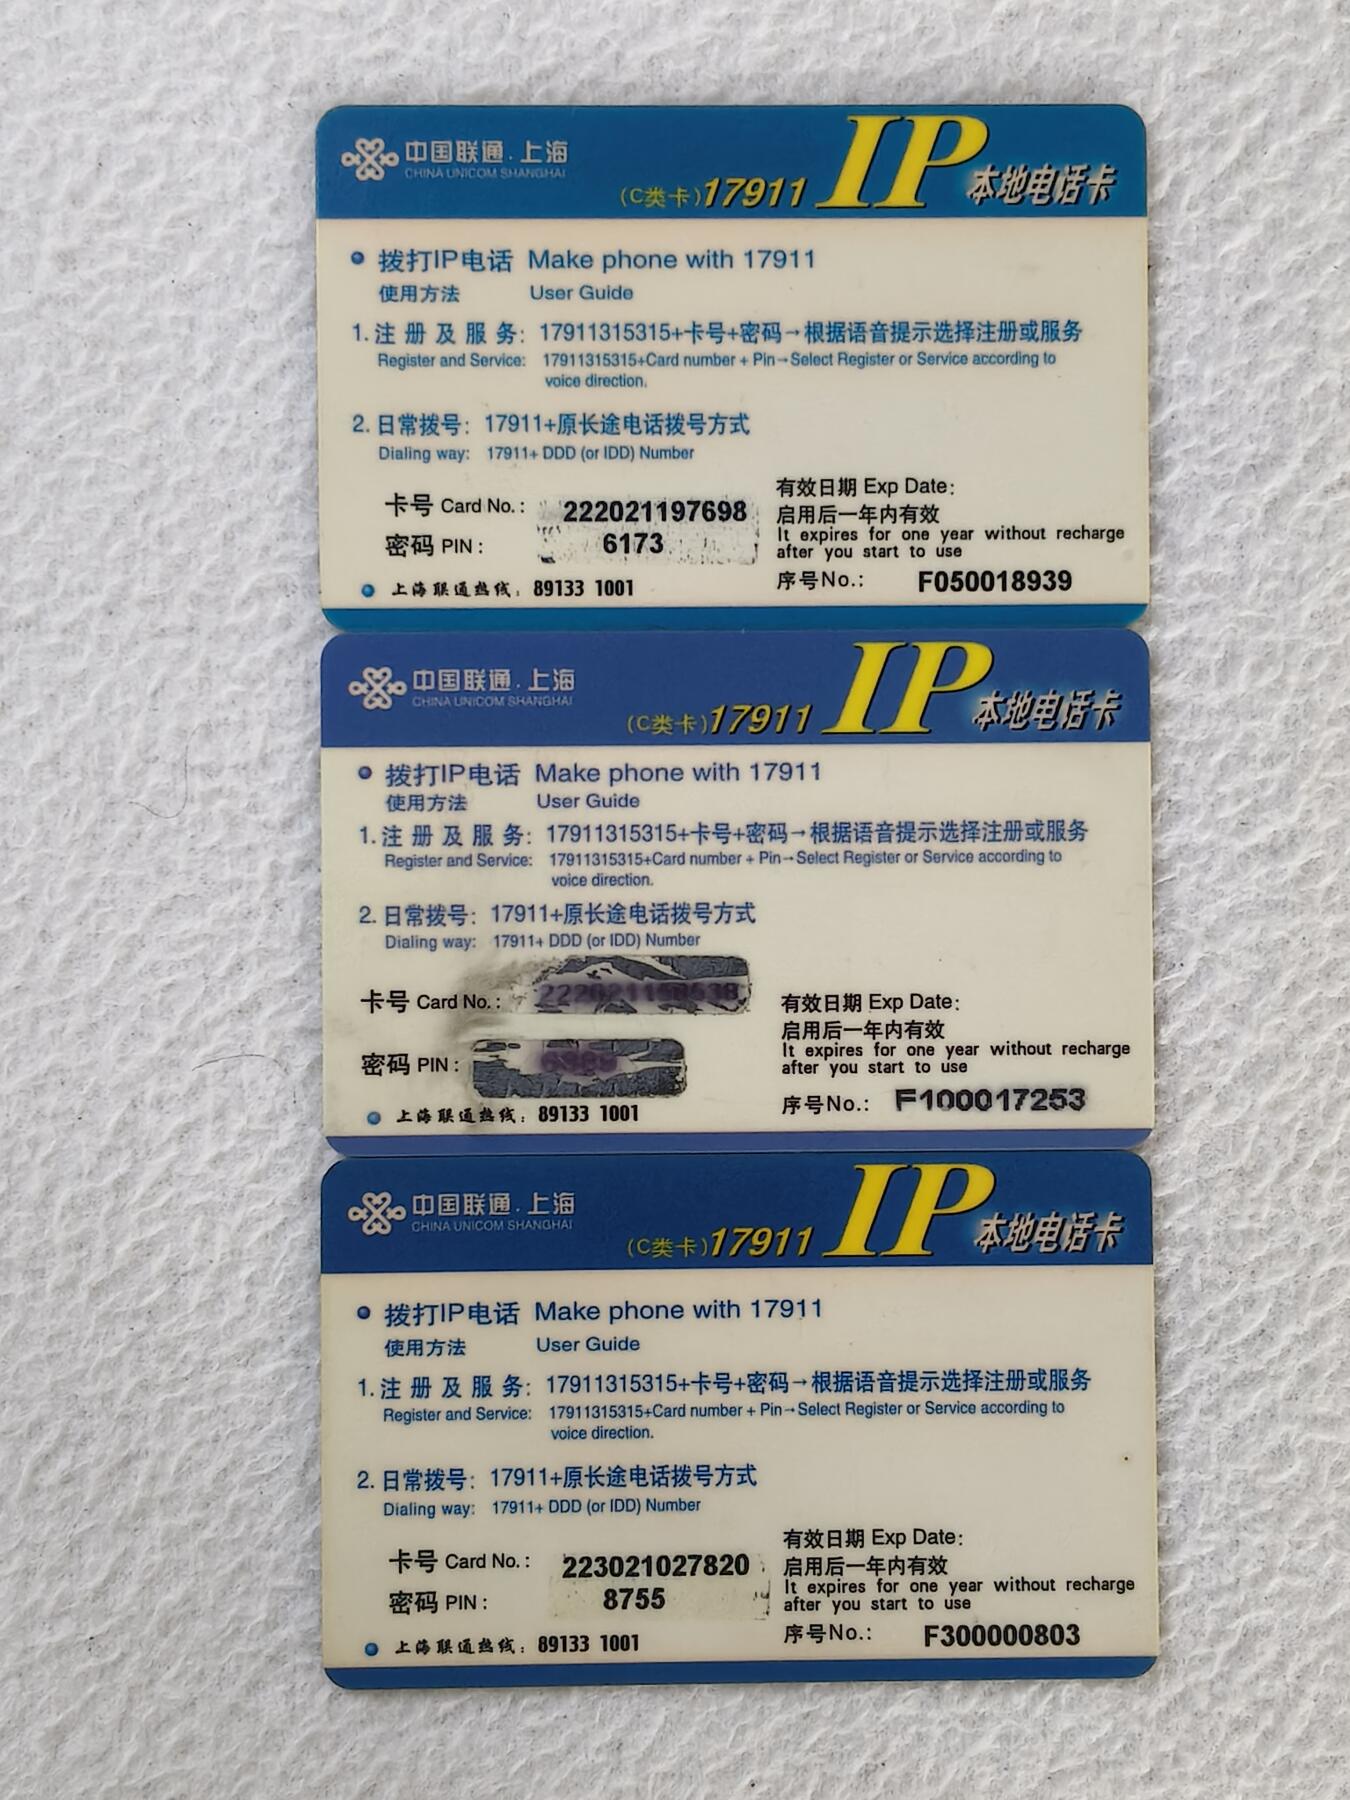 中国联通·上海
CHINA UNICOM SHANGHAI
(C类卡)17911 IP 本地电话卡
拨打IP电话 Make phone with 17911
使用方法 User Guide
1. 注册及服务: 17911315315+卡号+密码→根据语音提示选择注册或服务
Register and Service: 17911315315+Card number + Pin→Select Register or Service according to
voice direction.
2. 日常拨号: 17911+原长途电话拨号方式
Dialing way: 17911+ DDD (or IDD) Number
卡号 Card No.: 222021197698
密码 PIN: 6173
上海联通热线: 89133 1001
有效日期 Exp Date:
启用后一年内有效
It expires for one year without recharge
after you start to use
序号No.: F050018939
中国联通·上海
CHINA UNICOM SHANGHAI
(C类卡)17911 IP 本地电话卡
拨打IP电话 Make phone with 17911
使用方法 User Guide
1. 注册及服务: 17911315315+卡号+密码→根据语音提示选择注册或服务
Register and Service: 17911315315+Card number + Pin→Select Register or Service according to
voice direction.
2. 日常拨号: 17911+原长途电话拨号方式
Dialing way: 17911+ DDD (or IDD) Number
卡号 Card No.:
密码 PIN:
上海联通热线: 89133 1001
有效日期 Exp Date:
启用后一年内有效
It expires for one year without recharge
after you start to use
序号No.: F100017253
中国联通·上海
CHINA UNICOM SHANGHAI
(C类卡)17911 IP 本地电话卡
拨打IP电话 Make phone with 17911
使用方法 User Guide
1. 注册及服务: 17911315315+卡号+密码→根据语音提示选择注册或服务
Register and Service: 17911315315+Card number + Pin→Select Register or Service according to
voice direction.
2. 日常拨号: 17911+原长途电话拨号方式
Dialing way: 17911+ DDD (or IDD) Number
卡号 Card No.: 223021027820
密码 PIN: 8755
上海联通热线: 89133 1001
有效日期 Exp Date:
启用后一年内有效
It expires for one year without recharge
after you start to use
序号No.: F300000803